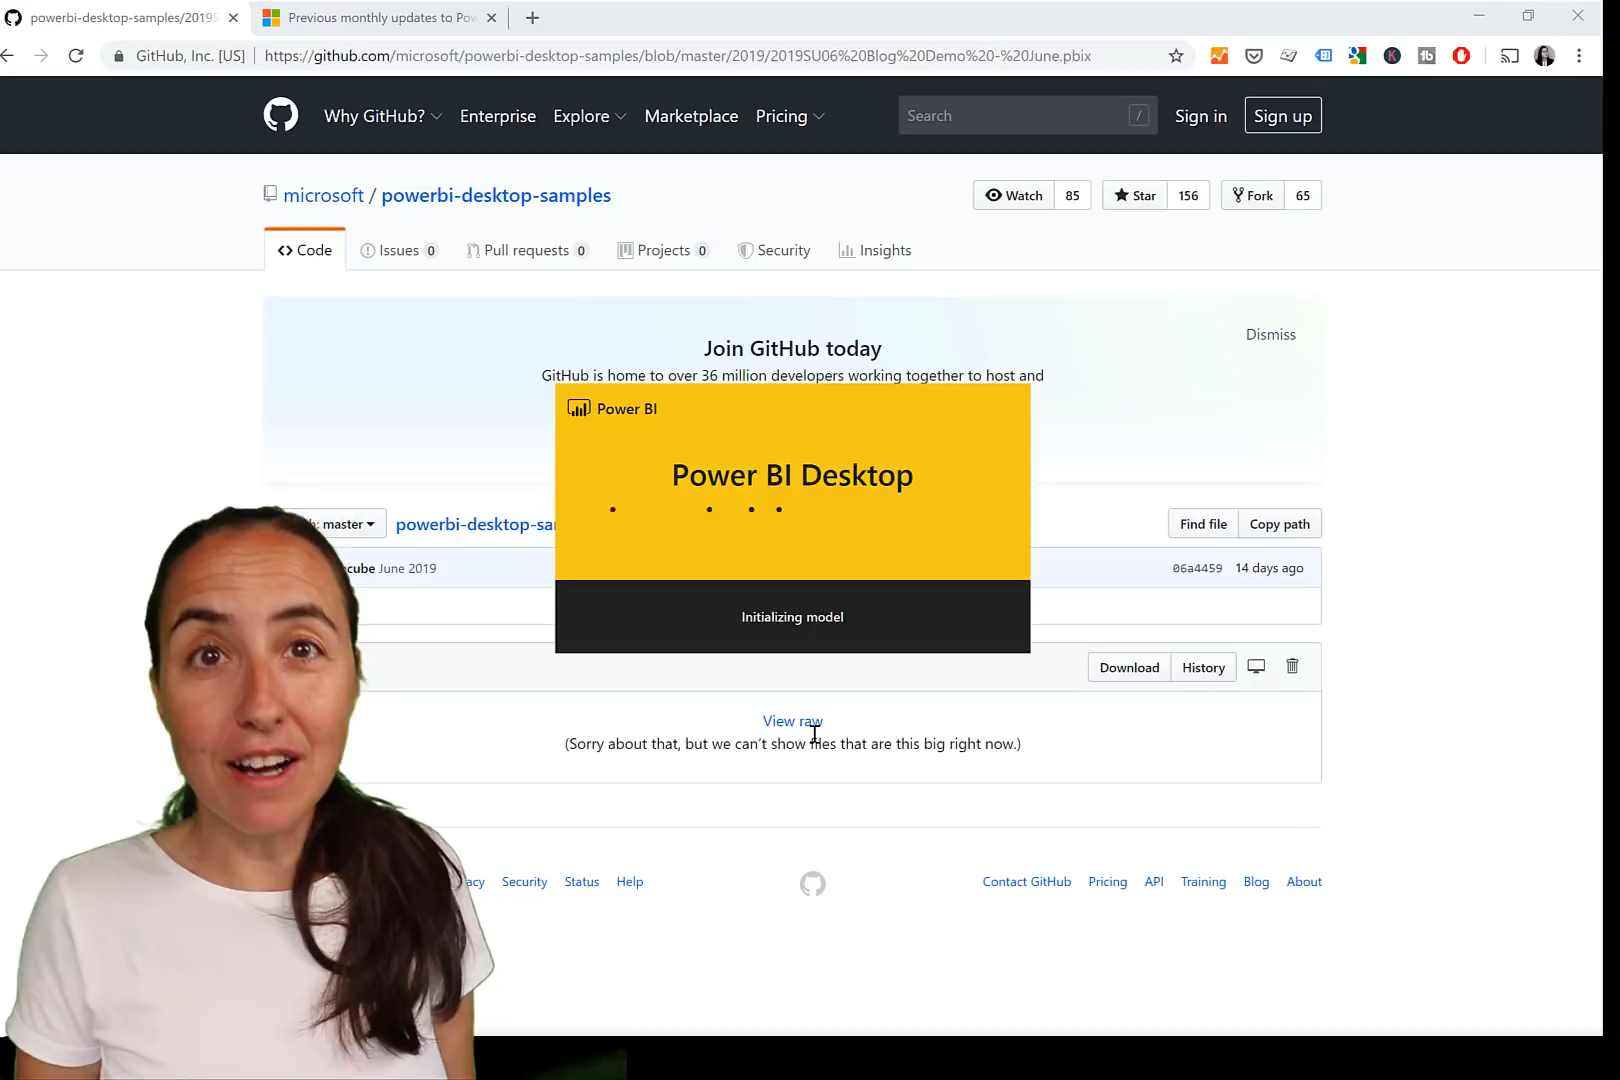 powerbi-desktop-samples/2019S
Previous monthly updates to Pow
GitHub, Inc. [US]
https://github.com/microsoft/powerbi-desktop-samples/blob/master/2019/2019SU06%20Blog%20Demo%20-%20June.pbix
Why GitHub? Enterprise Explore Marketplace Pricing
Search /
Sign in Sign up
microsoft / powerbi-desktop-samples
Watch 85 Star 156 Fork 65
Code Issues 0 Pull requests 0 Projects 0 Security Insights
Dismiss
Join GitHub today
GitHub is home to over 36 million developers working together to host and
Power BI
Power BI Desktop
Initializing model
h: master powerbi-desktop-sa
Find file Copy path
cube June 2019
06a4459 14 days ago
Download History
View raw
(Sorry about that, but we can't show files that are this big right now.)
acy Security Status Help
Contact GitHub Pricing API Training Blog About